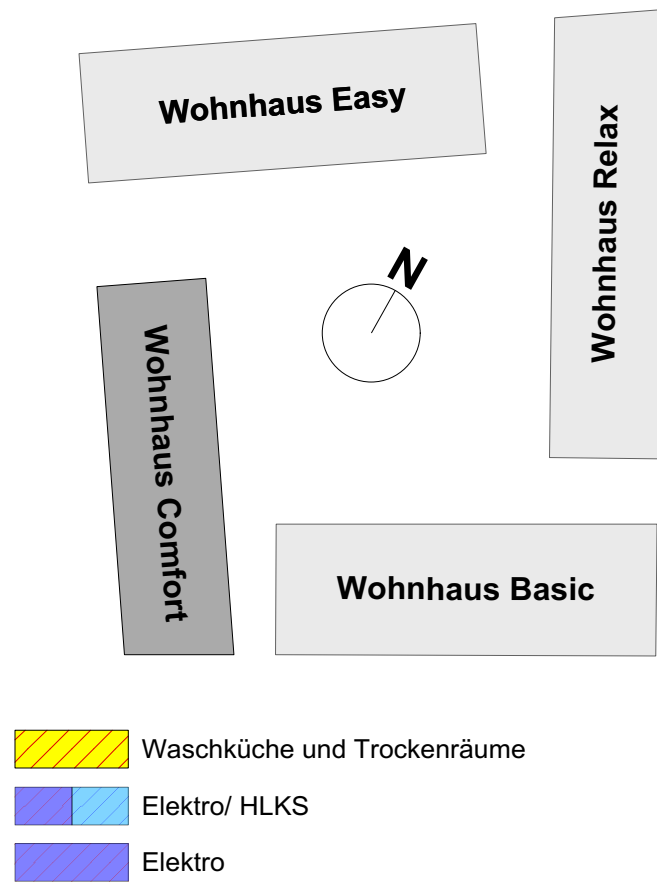 Wohnhaus Easy
Wohnhaus Relax
N
Wohnhaus Comfort
Wohnhaus Basic
Waschküche und Trockenräume
Elektro/ HLKS
Elektro